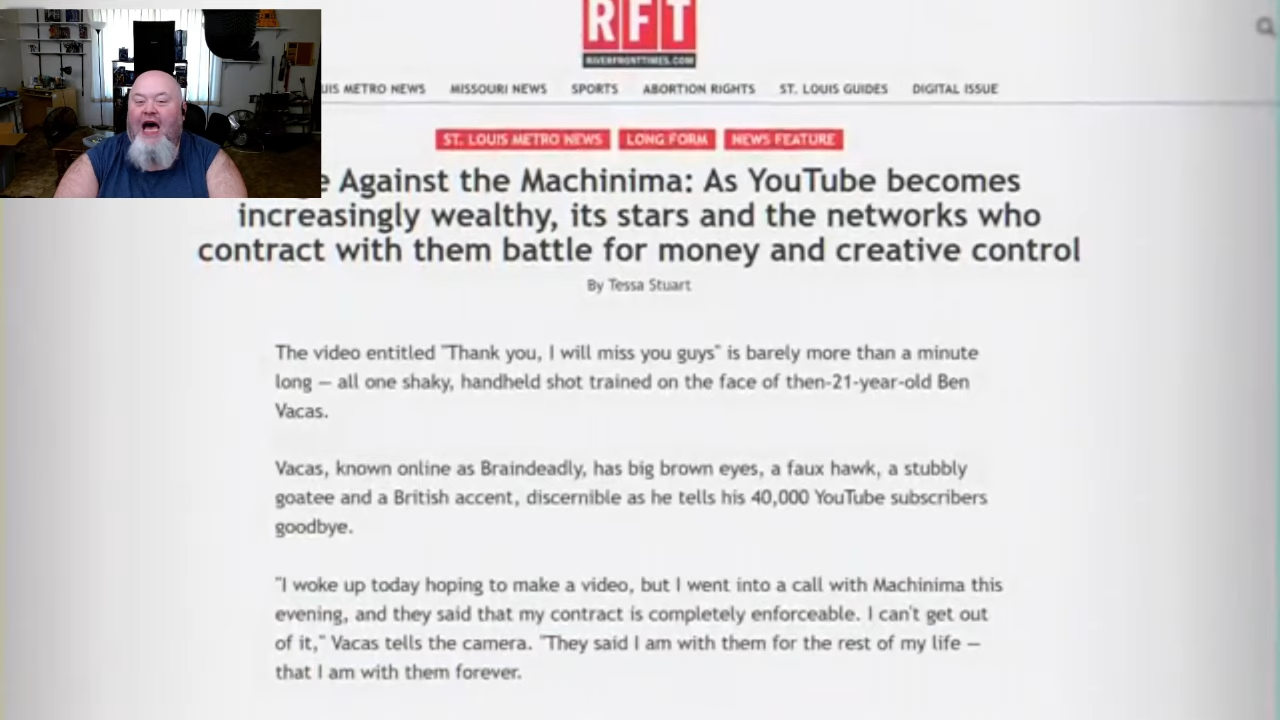 RFT
RIVERFRONTTIMES.COM
UIS METRO NEWS MISSOURI NEWS SPORTS ABORTION RIGHTS ST. LOUIS GUIDES DIGITAL ISSUE
ST. LOUIS METRO NEWS LONG FORM NEWS FEATURE
e Against the Machinima: As YouTube becomes
increasingly wealthy, its stars and the networks who
contract with them battle for money and creative control
By Tessa Stuart
The video entitled "Thank you, I will miss you guys" is barely more than a minute
long — all one shaky, handheld shot trained on the face of then-21-year-old Ben
Vacas.
Vacas, known online as Braindeadly, has big brown eyes, a faux hawk, a stubbly
goatee and a British accent, discernible as he tells his 40,000 YouTube subscribers
goodbye.
"I woke up today hoping to make a video, but I went into a call with Machinima this
evening, and they said that my contract is completely enforceable. I can't get out
of it," Vacas tells the camera. "They said I am with them for the rest of my life —
that I am with them forever.